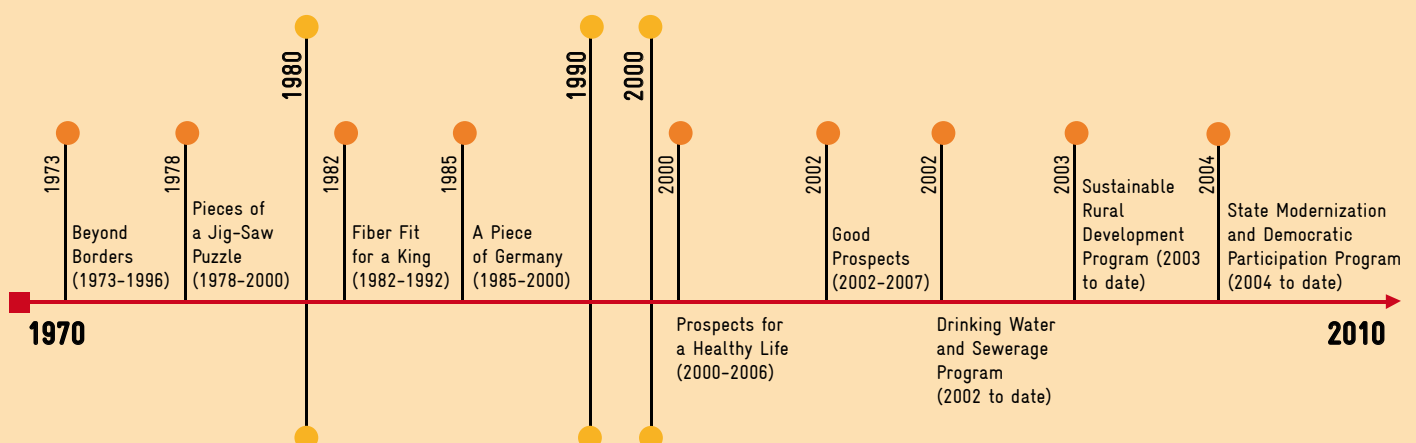 1980
1990
2000
1973
Beyond
Borders
(1973-1996)
1978
Pieces of
a Jig-Saw
Puzzle
(1978-2000)
1982
Fiber Fit
for a King
(1982-1992)
1985
A Piece
of Germany
(1985-2000)
2000
Prospects for
a Healthy Life
(2000-2006)
2002
Good
Prospects
(2002-2007)
2002
Drinking Water
and Sewerage
Program
(2002 to date)
2003
Sustainable
Rural
Development
Program (2003
to date)
2004
State Modernization
and Democratic
Participation Program
(2004 to date)
1970
2010